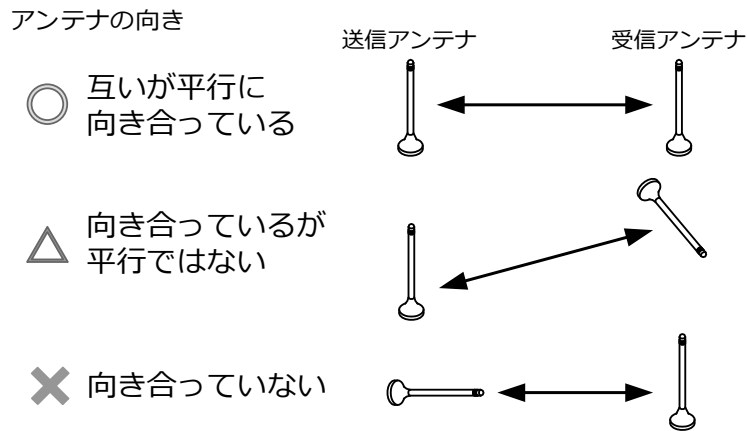 アンテナの向き
送信アンテナ
受信アンテナ
互いが平行に
向き合っている
向き合っているが
平行ではない
向き合っていない